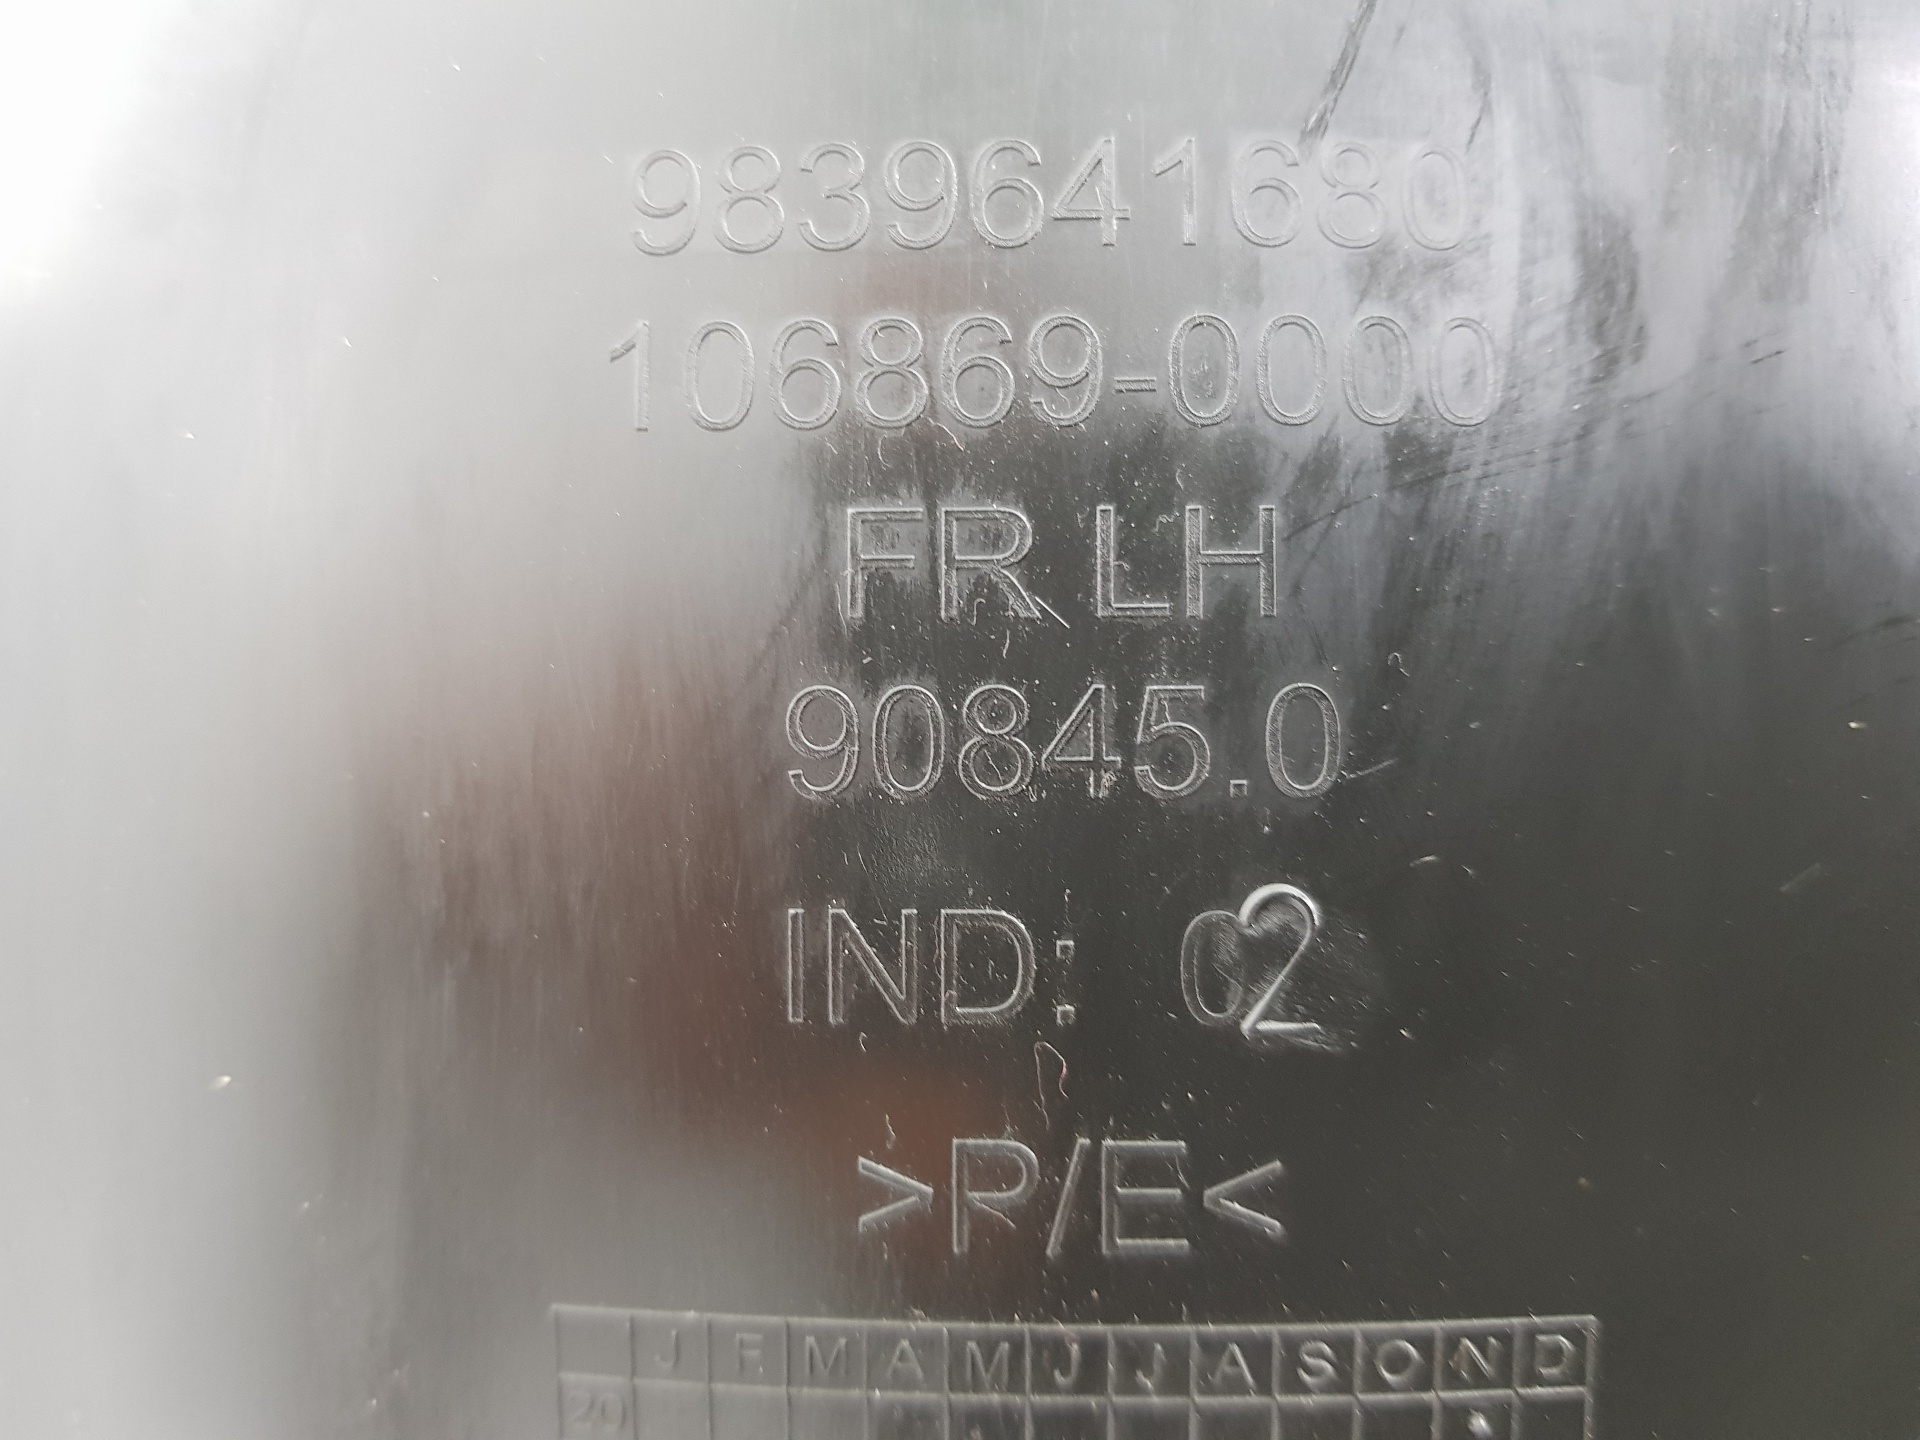 9839641680
106869-0000
FR LH
90845.0
IND: 02
>P/E<
J F M A M J J A S O N D
20